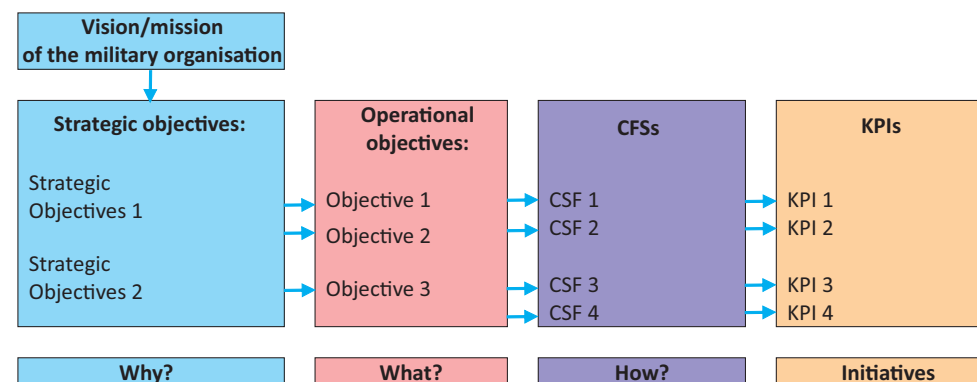 Vision/mission
of the military organisation
Strategic objectives:
Strategic
Objectives 1
Strategic
Objectives 2
Operational
objectives:
Objective 1
Objective 2
Objective 3
CFSs
CSF 1
CSF 2
CSF 3
CSF 4
KPIs
KPI 1
KPI 2
KPI 3
KPI 4
Why?
What?
How?
Initiatives